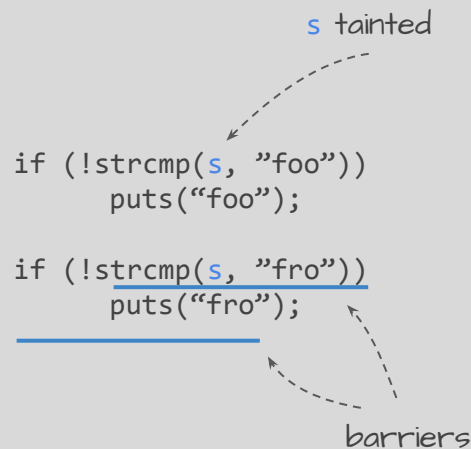 s tainted
if (!strcmp(s, ”foo”))
puts(“foo”);
if (!strcmp(s, ”fro”))
puts(“fro”);
barriers